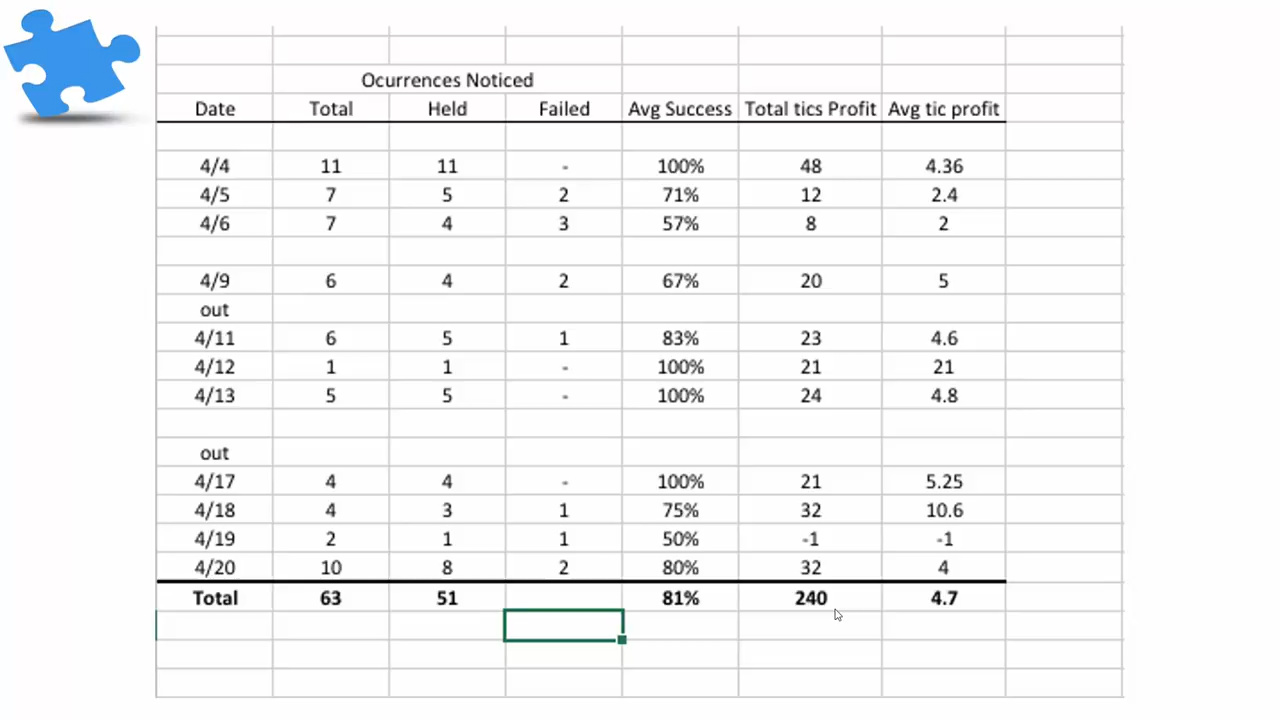 Ocurrences Noticed
Date Total Held Failed Avg Success Total tics Profit Avg tic profit
4/4 11 11 - 100% 48 4.36
4/5 7 5 2 71% 12 2.4
4/6 7 4 3 57% 8 2
4/9 6 4 2 67% 20 5
out
4/11 6 5 1 83% 23 4.6
4/12 1 1 - 100% 21 21
4/13 5 5 - 100% 24 4.8
out
4/17 4 4 - 100% 21 5.25
4/18 4 3 1 75% 32 10.6
4/19 2 1 1 50% -1 -1
4/20 10 8 2 80% 32 4
Total 63 51 81% 240 4.7